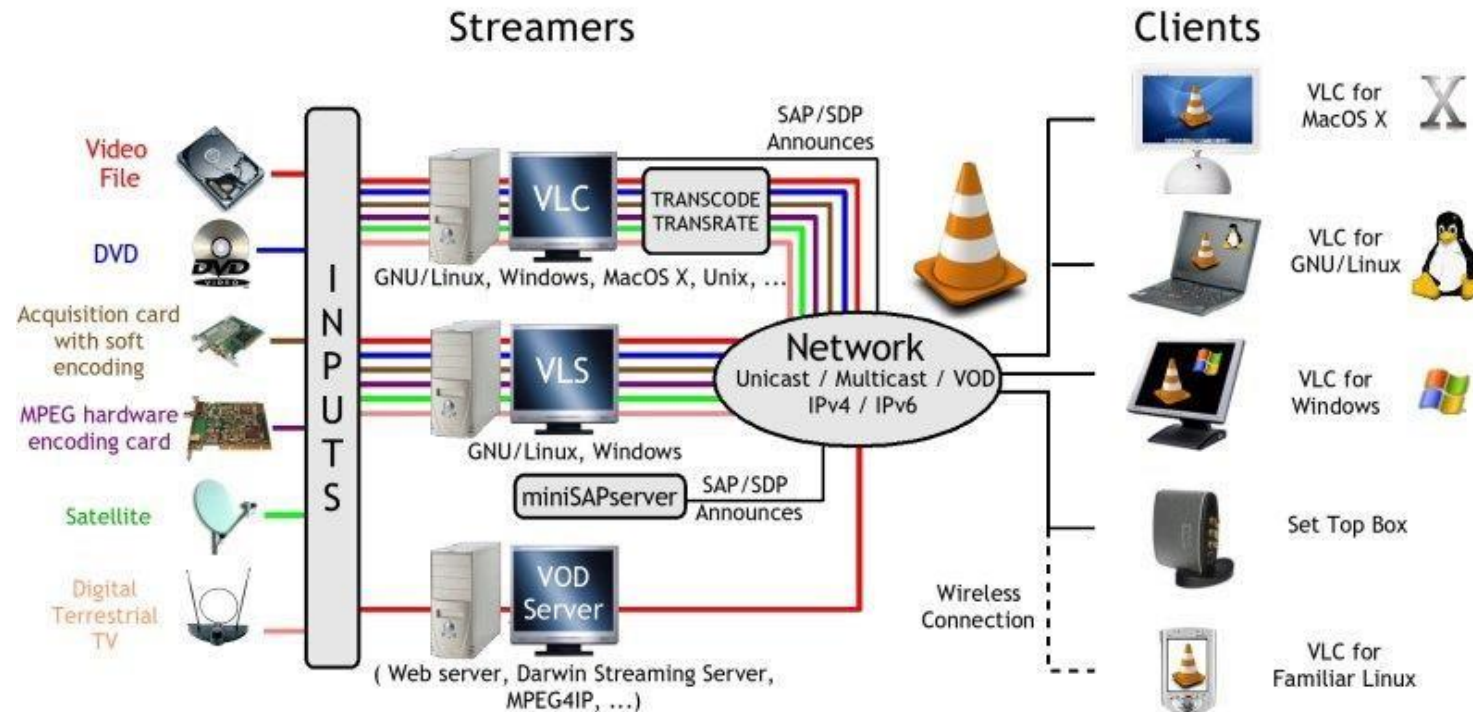 Streamers
Clients
Video
File
DVD
DVD
VIDEO
Acquisition card
with soft
encoding
MPEG hardware
encoding card
Satellite
Digital
Terrestrial
TV
INPUTS
VLC
TRANSCODE
TRANSRATE
SAP/SDP
Announces
GNU/Linux, Windows, MacOS X, Unix, ...
VLS
GNU/Linux, Windows
miniSAPserver
SAP/SDP
Announces
VOD
Server
( Web server, Darwin Streaming Server,
MPEG4IP, ...)
Network
Unicast / Multicast / VOD
IPv4 / IPv6
Wireless
Connection
VLC for
MacOS X
X
VLC for
GNU/Linux
VLC for
Windows
Set Top Box
VLC for
Familiar Linux